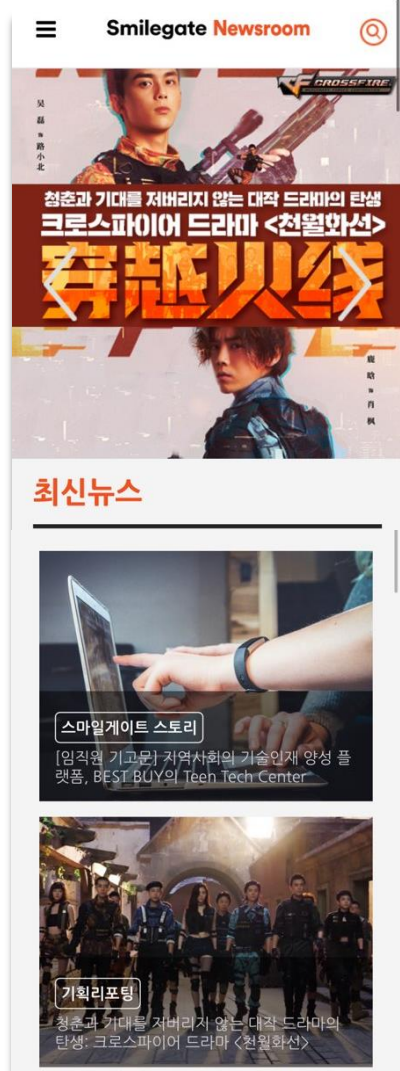 Smilegate Newsroom
CROSSFIRE
吴
磊
路小北
청춘과 기대를 저버리지 않는 대작 드라마의 탄생
크로스파이어 드라마 <천월화선>
穿越火线
鹿
晗
肖
枫
최신뉴스
스마일게이트 스토리
[임직원 기고문] 지역사회의 기술인재 양성 플
랫폼, BEST BUY의 Teen Tech Center
기획리포팅
청춘과 기대를 저버리지 않는 대작 드라마의
탄생: 크로스파이어 드라마 <천월화선>